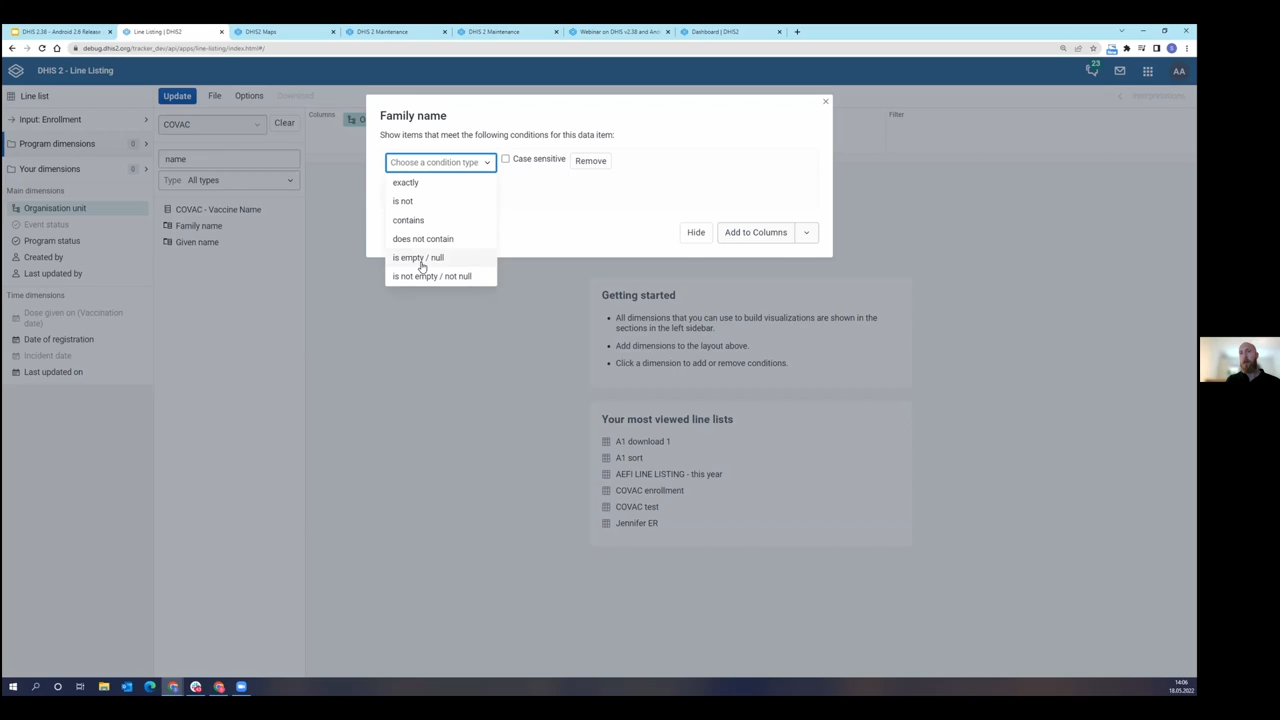 DHIS 2.38 - Android 2.6 Release
Line Listing | DHIS2
DHIS2 Maps
DHIS 2 Maintenance
DHIS 2 Maintenance
Webinar on DHIS v2.38 and An
Dashboard | DHIS2
debug.dhis2.org/tracker_dev/api/apps/line-listing/index.html#/
DHIS 2 - Line Listing
23
AA
Line list
Update
File
Options
Download
Interpretations
Input: Enrollment
Program dimensions
0
Your dimensions
0
Main dimensions
Organisation unit
Event status
Program status
Created by
Last updated by
Time dimensions
Dose given on (Vaccination
date)
Date of registration
Incident date
Last updated on
COVAC
Clear
name
Type
All types
COVAC - Vaccine Name
Family name
Given name
Columns
Filter
Family name
Show items that meet the following conditions for this data item:
Choose a condition type
Case sensitive
Remove
exactly
is not
contains
does not contain
is empty / null
is not empty / not null
Hide
Add to Columns
Getting started
All dimensions that you can use to build visualizations are shown in the
sections in the left sidebar.
Add dimensions to the layout above.
Click a dimension to add or remove conditions.
Your most viewed line lists
A1 download 1
A1 sort
AEFI LINE LISTING - this year
COVAC enrollment
COVAC test
Jennifer ER
14:06
18.05.2022